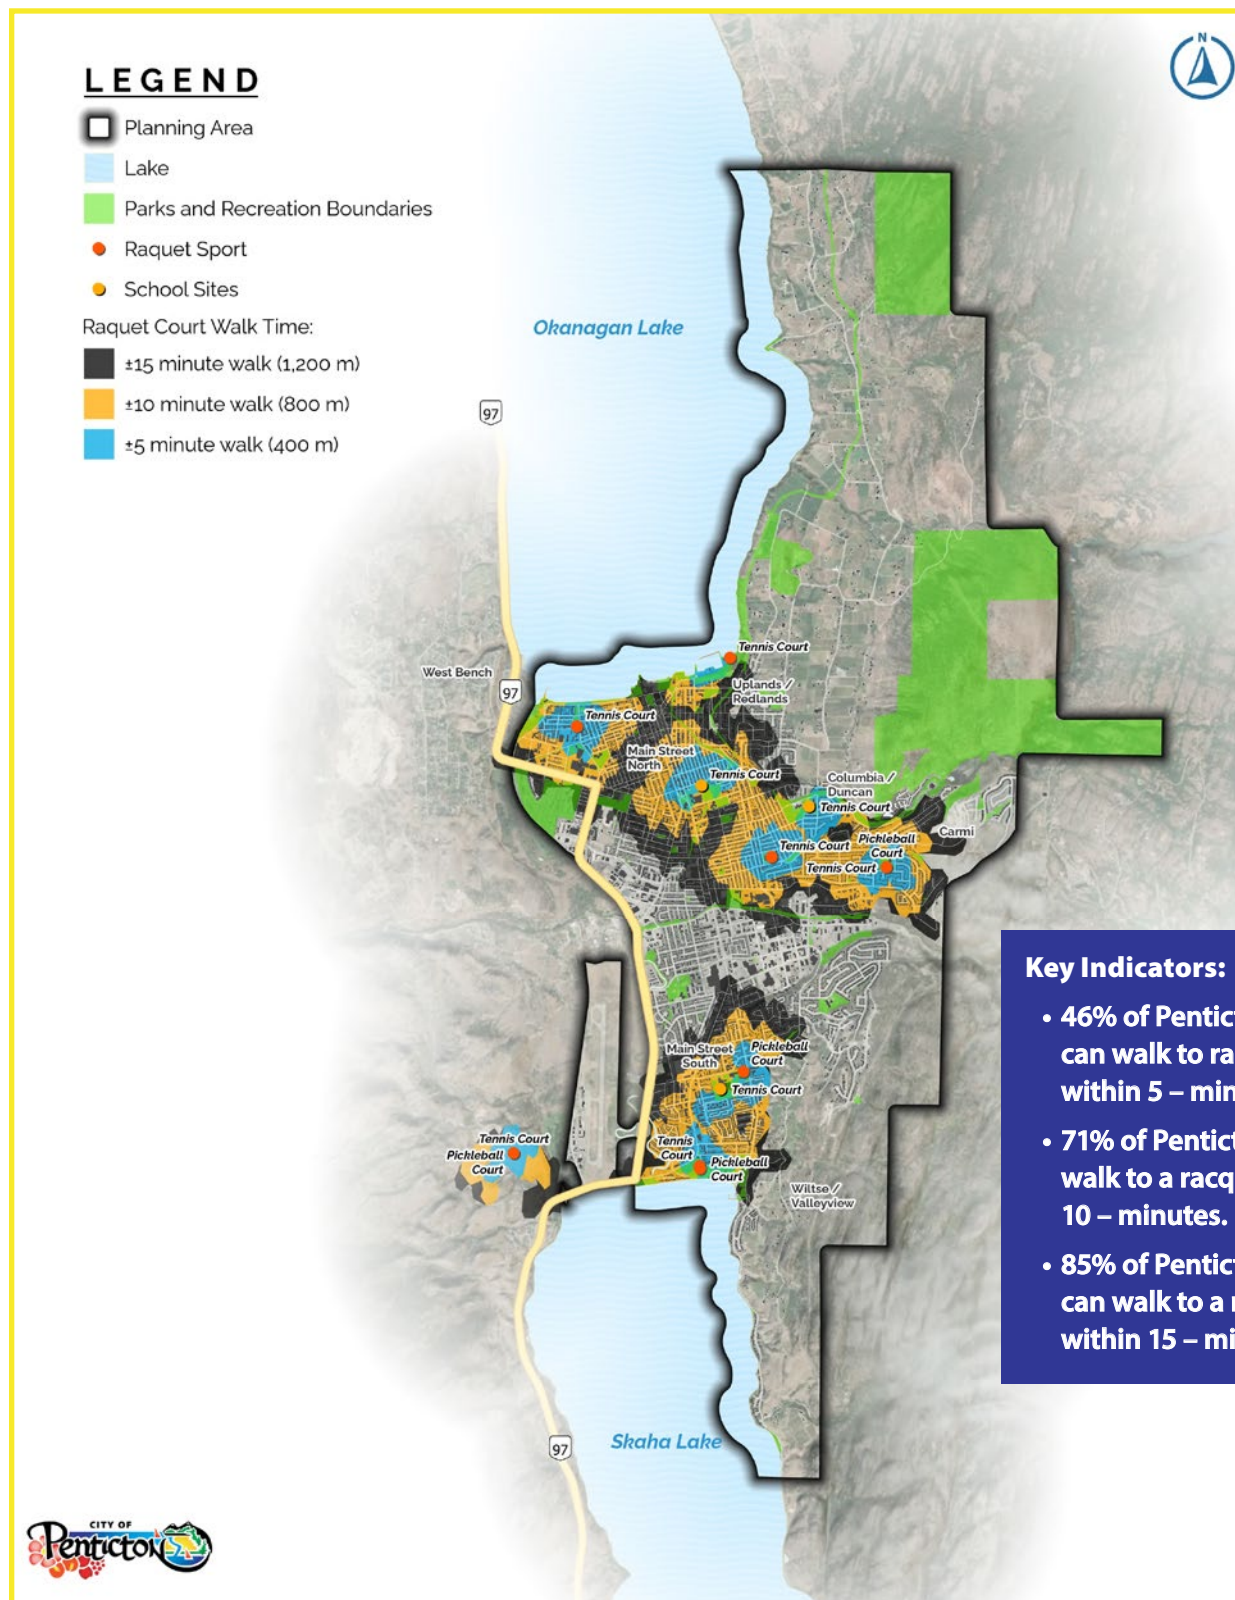 LEGEND
Planning Area
Lake
Parks and Recreation Boundaries
Raquet Sport
School Sites
Raquet Court Walk Time:
±15 minute walk (1,200 m)
±10 minute walk (800 m)
±5 minute walk (400 m)
N
Okanagan Lake
97
West Bench
97
Tennis Court
Uplands /
Redlands
Tennis Court
Main Street
North
Tennis Court
Columbia /
Duncan
Tennis Court
Carmi
Tennis Court
Pickleball
Court
Tennis Court
Main Street
South
Pickleball
Court
Tennis Court
Tennis
Court
Pickleball
Court
Tennis Court
Pickleball
Court
Wiltse /
Valleyview
Skaha Lake
97
Key Indicators:
• 46% of Pentic
can walk to ra
within 5 – min
• 71% of Pentict
walk to a racq
10 – minutes.
• 85% of Pentict
can walk to a r
within 15 – mi
CITY OF
Penticton